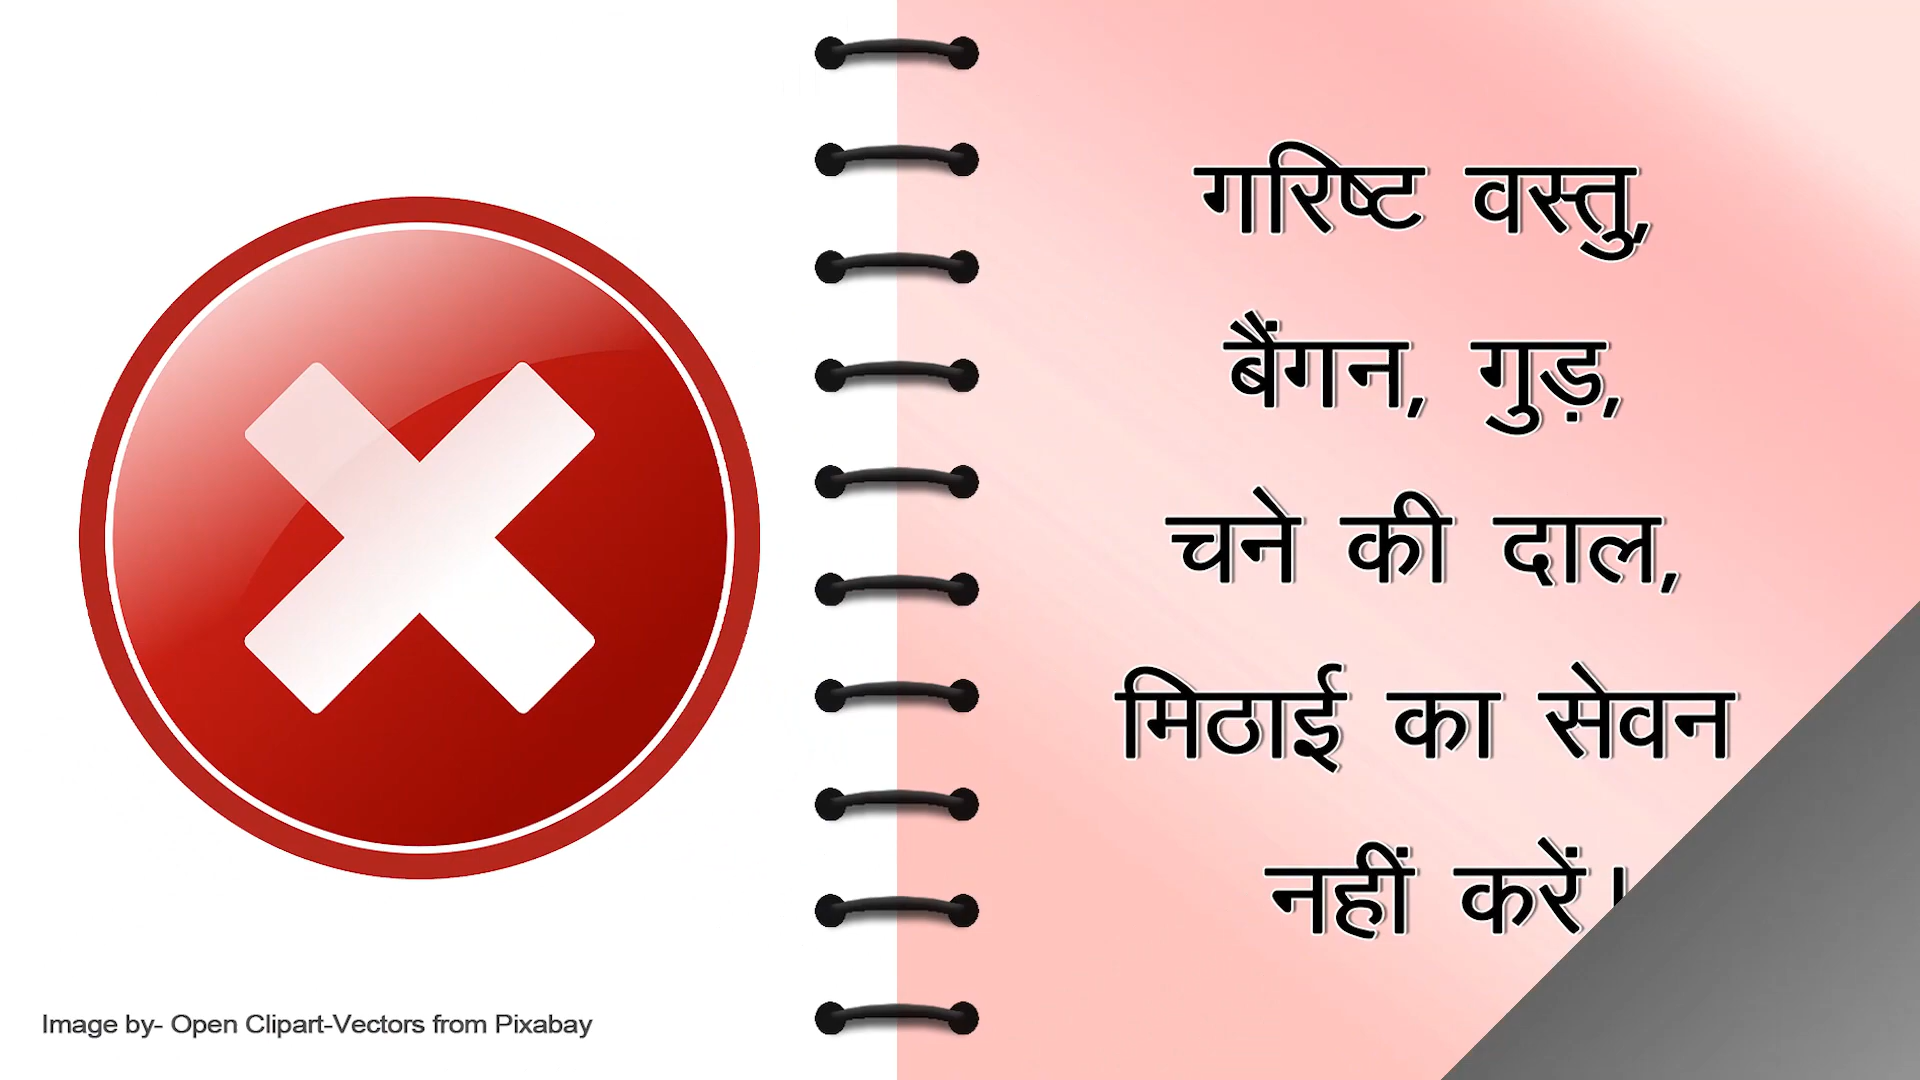 गरिष्ट वस्तु,
बैंगन, गुड़,
चने की दाल,
मिठाई का सेवन
नहीं करें।
Image by- Open Clipart-Vectors from Pixabay